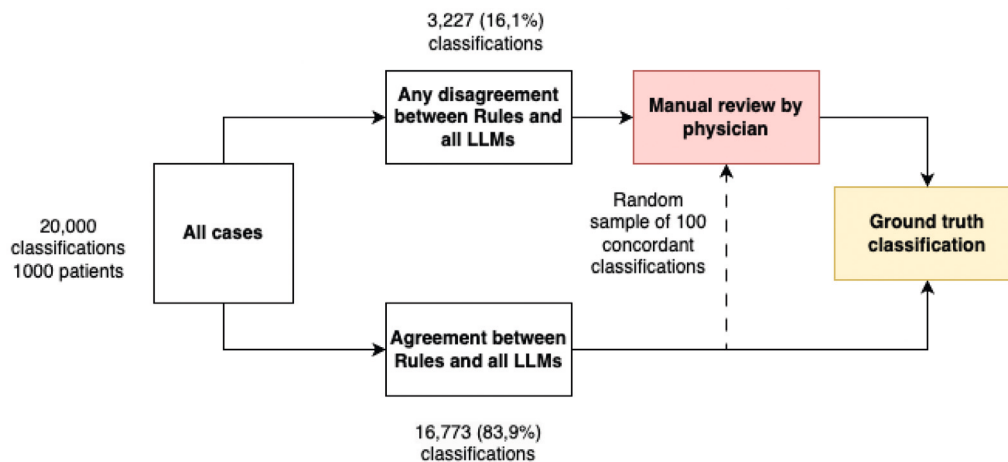 3,227 (16,1%)
classifications
Any disagreement
between Rules and
all LLMs
Manual review by
physician
20,000
classifications
1000 patients
All cases
Random
sample of 100
concordant
classifications
Ground truth
classification
Agreement between
Rules and all LLMs
16,773 (83,9%)
classifications